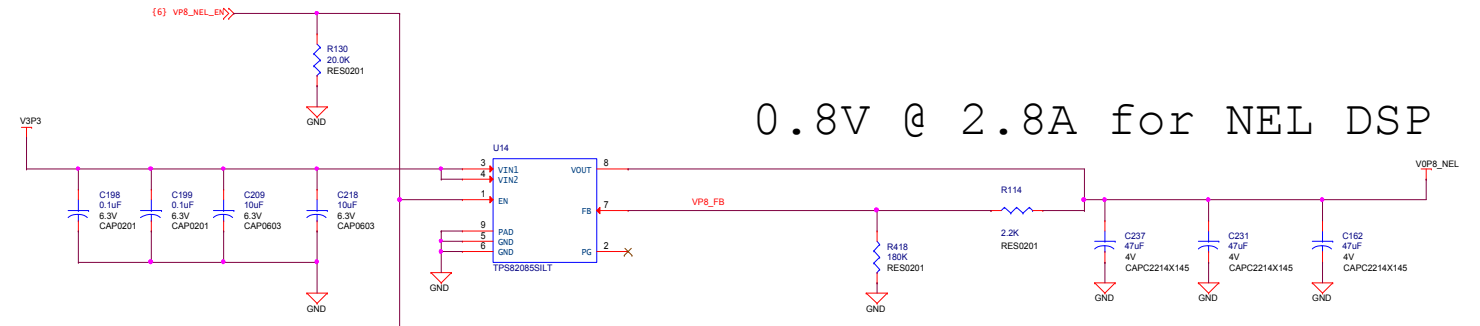 {6} VP8_NEL_EN
R130
20.0K
RES0201
GND
0.8V @ 2.8A for NEL DSP
V3P3
U14
V0P8_NEL
3 VIN1
4 VIN2
1 EN
9 PAD
5 GND
6 GND
VOUT 8
FB 7
PG 2
TPS82085SILT
C198
0.1uF
6.3V
CAP0201
C199
0.1uF
6.3V
CAP0201
C209
10uF
6.3V
CAP0603
C218
10uF
6.3V
CAP0603
GND
GND
VP8_FB
R114
2.2K
RES0201
R418
180K
RES0201
GND
C237
47uF
4V
CAPC2214X145
GND
C231
47uF
4V
CAPC2214X145
GND
C162
47uF
4V
CAPC2214X145
GND